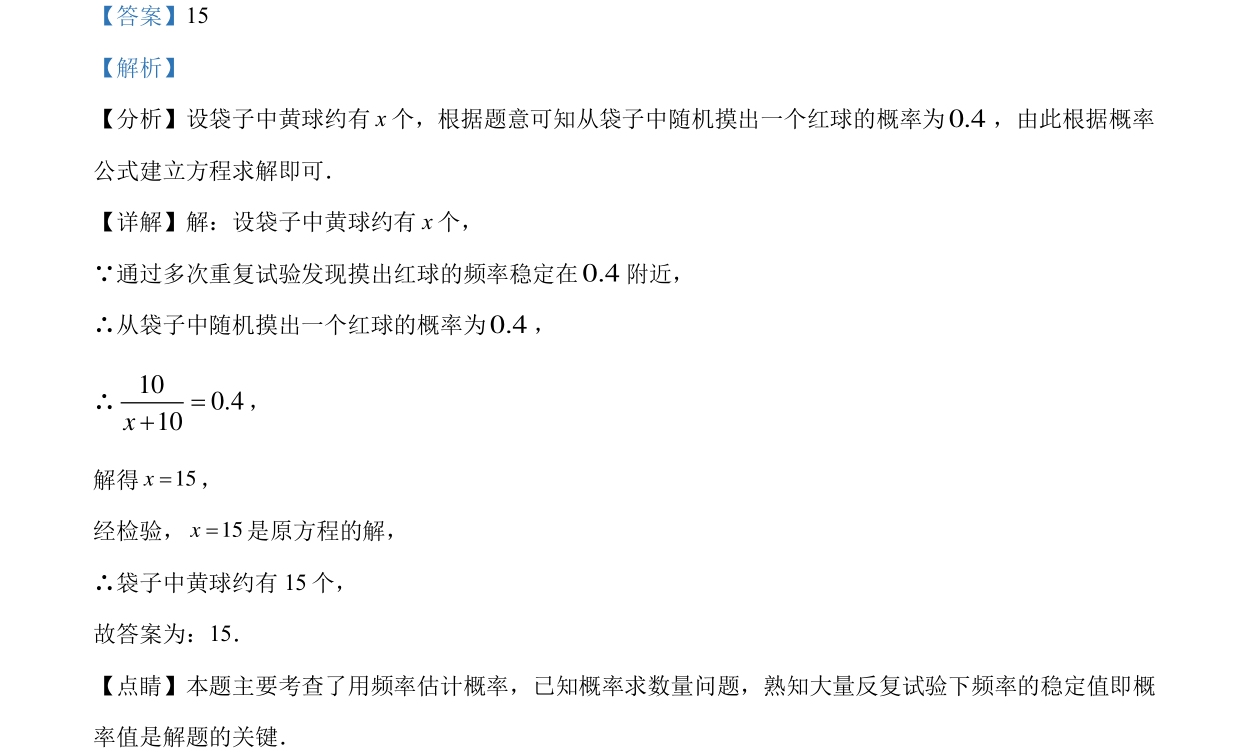 【答案】15
【解析】
【分析】设袋子中黄球约有 x 个，根据题意可知从袋子中随机摸出一个红球的概率为0.4 ，由此根据概率
公式建立方程求解即可．
【详解】解：设袋子中黄球约有 x 个，
∵通过多次重复试验发现摸出红球的频率稳定在0.4 附近，
∴从袋子中随机摸出一个红球的概率为0.4 ，
∴ \frac{10}{x+10} = 0.4 ，
解得 x =15 ，
经检验， x =15 是原方程的解，
∴袋子中黄球约有 15 个，
故答案为：15．
【点睛】本题主要考查了用频率估计概率，已知概率求数量问题，熟知大量反复试验下频率的稳定值即概
率值是解题的关键．